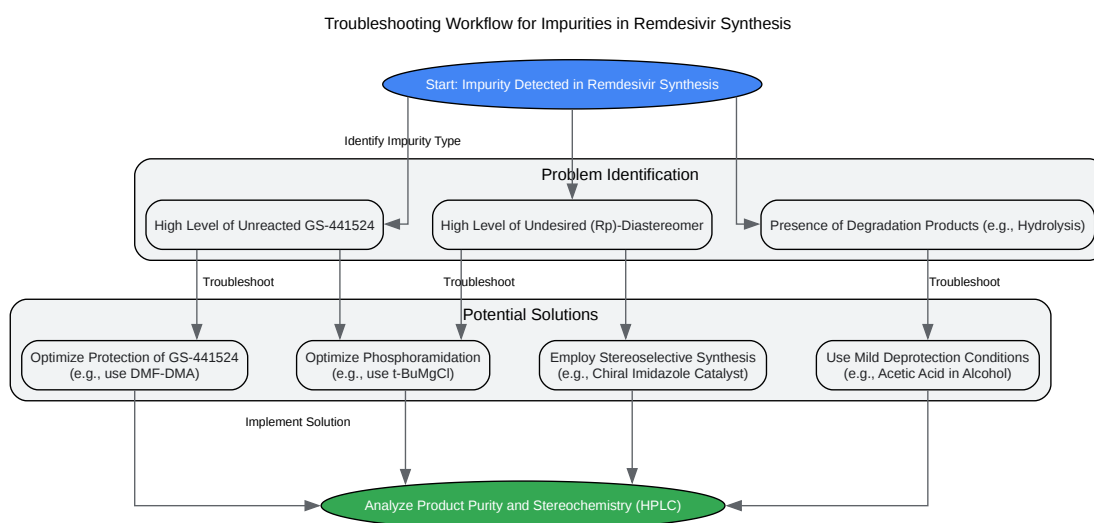 Troubleshooting Workflow for Impurities in Remdesivir Synthesis
Start: Impurity Detected in Remdesivir Synthesis
Identify Impurity Type
Problem Identification
High Level of Unreacted GS-441524
High Level of Undesired (Rp)-Diastereomer
Presence of Degradation Products (e.g., Hydrolysis)
Troubleshoot
Troubleshoot
Troubleshoot
Potential Solutions
Optimize Protection of GS-441524
(e.g., use DMF-DMA)
Optimize Phosphoramidation
(e.g., use t-BuMgCl)
Employ Stereoselective Synthesis
(e.g., Chiral Imidazole Catalyst)
Use Mild Deprotection Conditions
(e.g., Acetic Acid in Alcohol)
Implement Solution
Analyze Product Purity and Stereochemistry (HPLC)